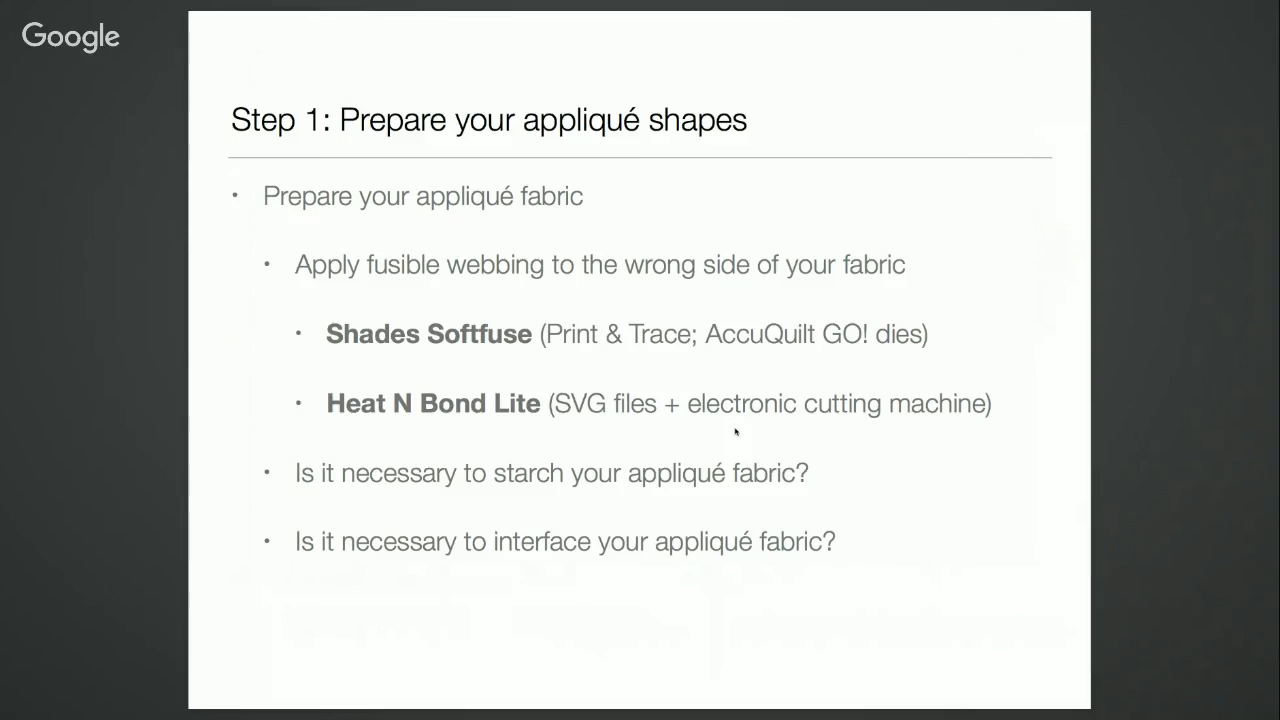 Google
Step 1: Prepare your appliqué shapes
• Prepare your appliqué fabric
• Apply fusible webbing to the wrong side of your fabric
• Shades Softfuse (Print & Trace; AccuQuilt GO! dies)
• Heat N Bond Lite (SVG files + electronic cutting machine)
• Is it necessary to starch your appliqué fabric?
• Is it necessary to interface your appliqué fabric?